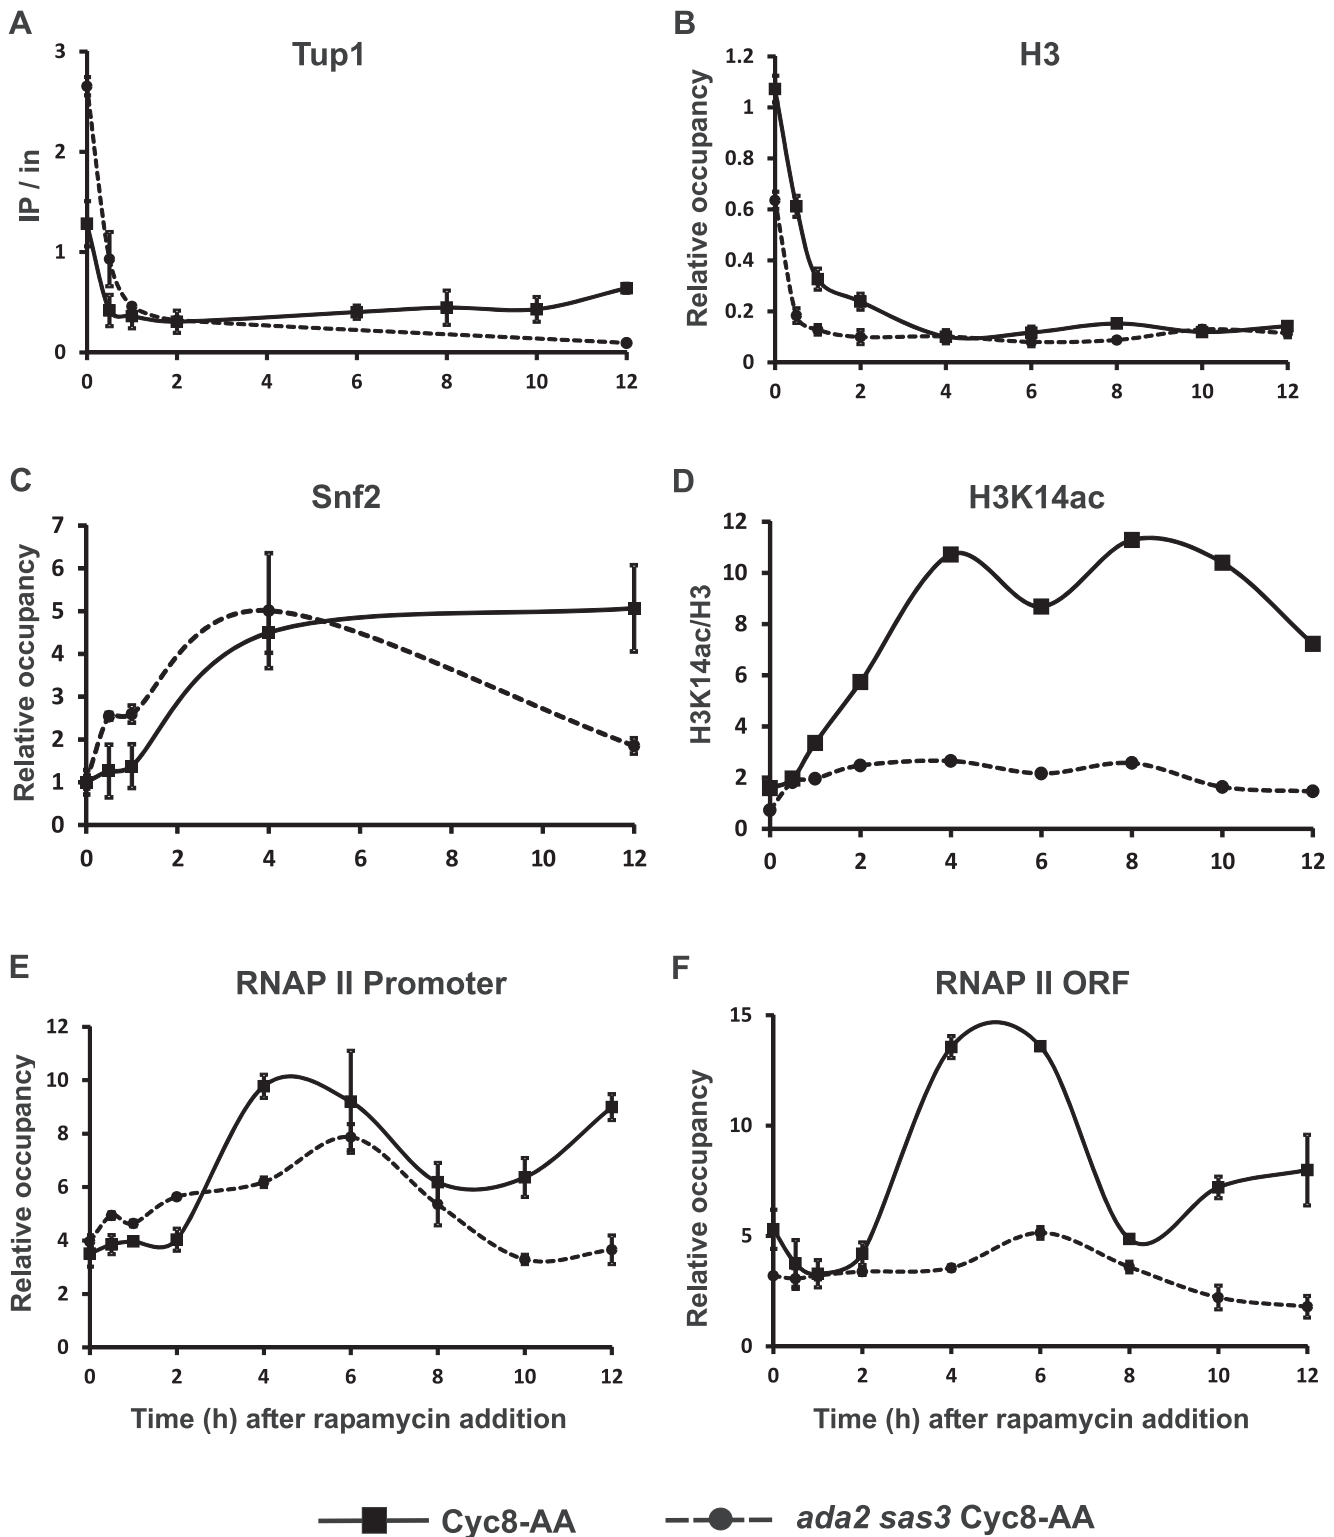 A
Tup1
IP / in
3
2
1
0
0 2 4 6 8 10 12
B
H3
Relative occupancy
1.2
1
0.8
0.6
0.4
0.2
0
0 2 4 6 8 10 12
C
Snf2
Relative occupancy
7
6
5
4
3
2
1
0
0 2 4 6 8 10 12
D
H3K14ac
H3K14ac/H3
12
10
8
6
4
2
0
0 2 4 6 8 10 12
E
RNAP II Promoter
Relative occupancy
12
10
8
6
4
2
0
0 2 4 6 8 10 12
Time (h) after rapamycin addition
F
RNAP II ORF
Relative occupancy
15
10
5
0
0 2 4 6 8 10 12
Time (h) after rapamycin addition
Cyc8-AA
ada2 sas3 Cyc8-AA